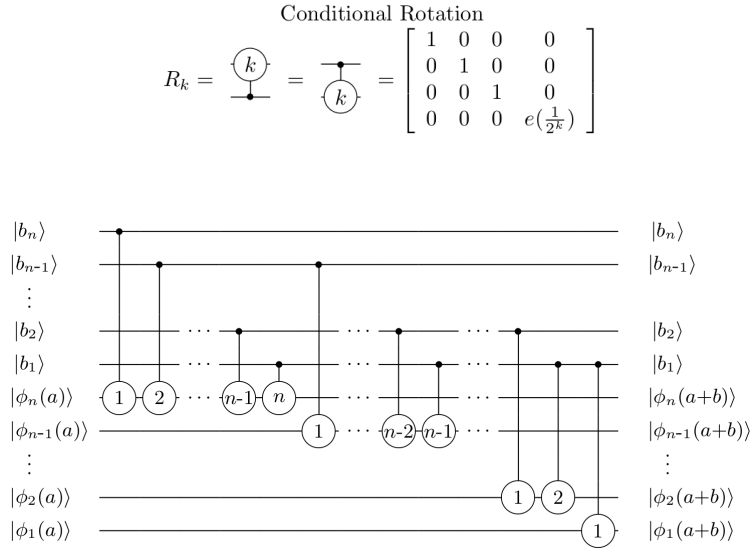 Conditional Rotation
R_k = k = k = [ 1 0 0 0
0 1 0 0
0 0 1 0
0 0 0 e(1/2^k) ]
|b_n⟩ |b_n⟩
|b_{n-1}⟩ |b_{n-1}⟩
⋮
|b_2⟩ ··· ··· ··· |b_2⟩
|b_1⟩ ··· ··· ··· |b_1⟩
|ϕ_n(a)⟩ 1 2 ··· n-1 n ··· ··· |ϕ_n(a+b)⟩
|ϕ_{n-1}(a)⟩ 1 ··· n-2 n-1 ··· |ϕ_{n-1}(a+b)⟩
⋮ ⋮
|ϕ_2(a)⟩ 1 2 |ϕ_2(a+b)⟩
|ϕ_1(a)⟩ 1 |ϕ_1(a+b)⟩